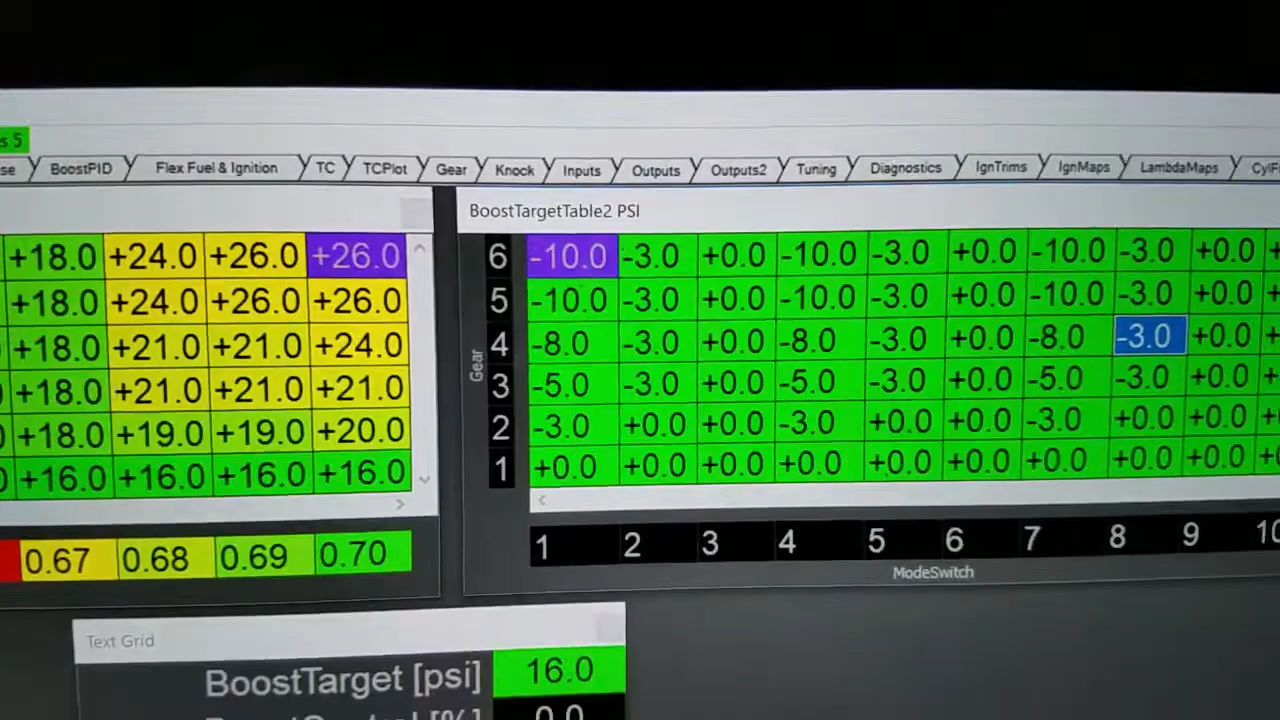 s 5
se BoostPID Flex Fuel & Ignition TC TCPlot Gear Knock Inputs Outputs Outputs2 Tuning Diagnostics IgnTrims IgnMaps LambdaMaps CylF
BoostTargetTable2 PSI
+18.0 +24.0 +26.0 +26.0
+18.0 +24.0 +26.0 +26.0
+18.0 +21.0 +21.0 +24.0
+18.0 +21.0 +21.0 +21.0
+18.0 +19.0 +19.0 +20.0
+16.0 +16.0 +16.0 +16.0
0.67 0.68 0.69 0.70
Gear
6 -10.0 -3.0 +0.0 -10.0 -3.0 +0.0 -10.0 -3.0 +0.0
5 -10.0 -3.0 +0.0 -10.0 -3.0 +0.0 -10.0 -3.0 +0.0
4 -8.0 -3.0 +0.0 -8.0 -3.0 +0.0 -8.0 -3.0 +0.0
3 -5.0 -3.0 +0.0 -5.0 -3.0 +0.0 -5.0 -3.0 +0.0
2 -3.0 +0.0 +0.0 -3.0 +0.0 +0.0 -3.0 +0.0 +0.0
1 +0.0 +0.0 +0.0 +0.0 +0.0 +0.0 +0.0 +0.0 +0.0
1 2 3 4 5 6 7 8 9 10
ModeSwitch
Text Grid
BoostTarget [psi] 16.0
0.0